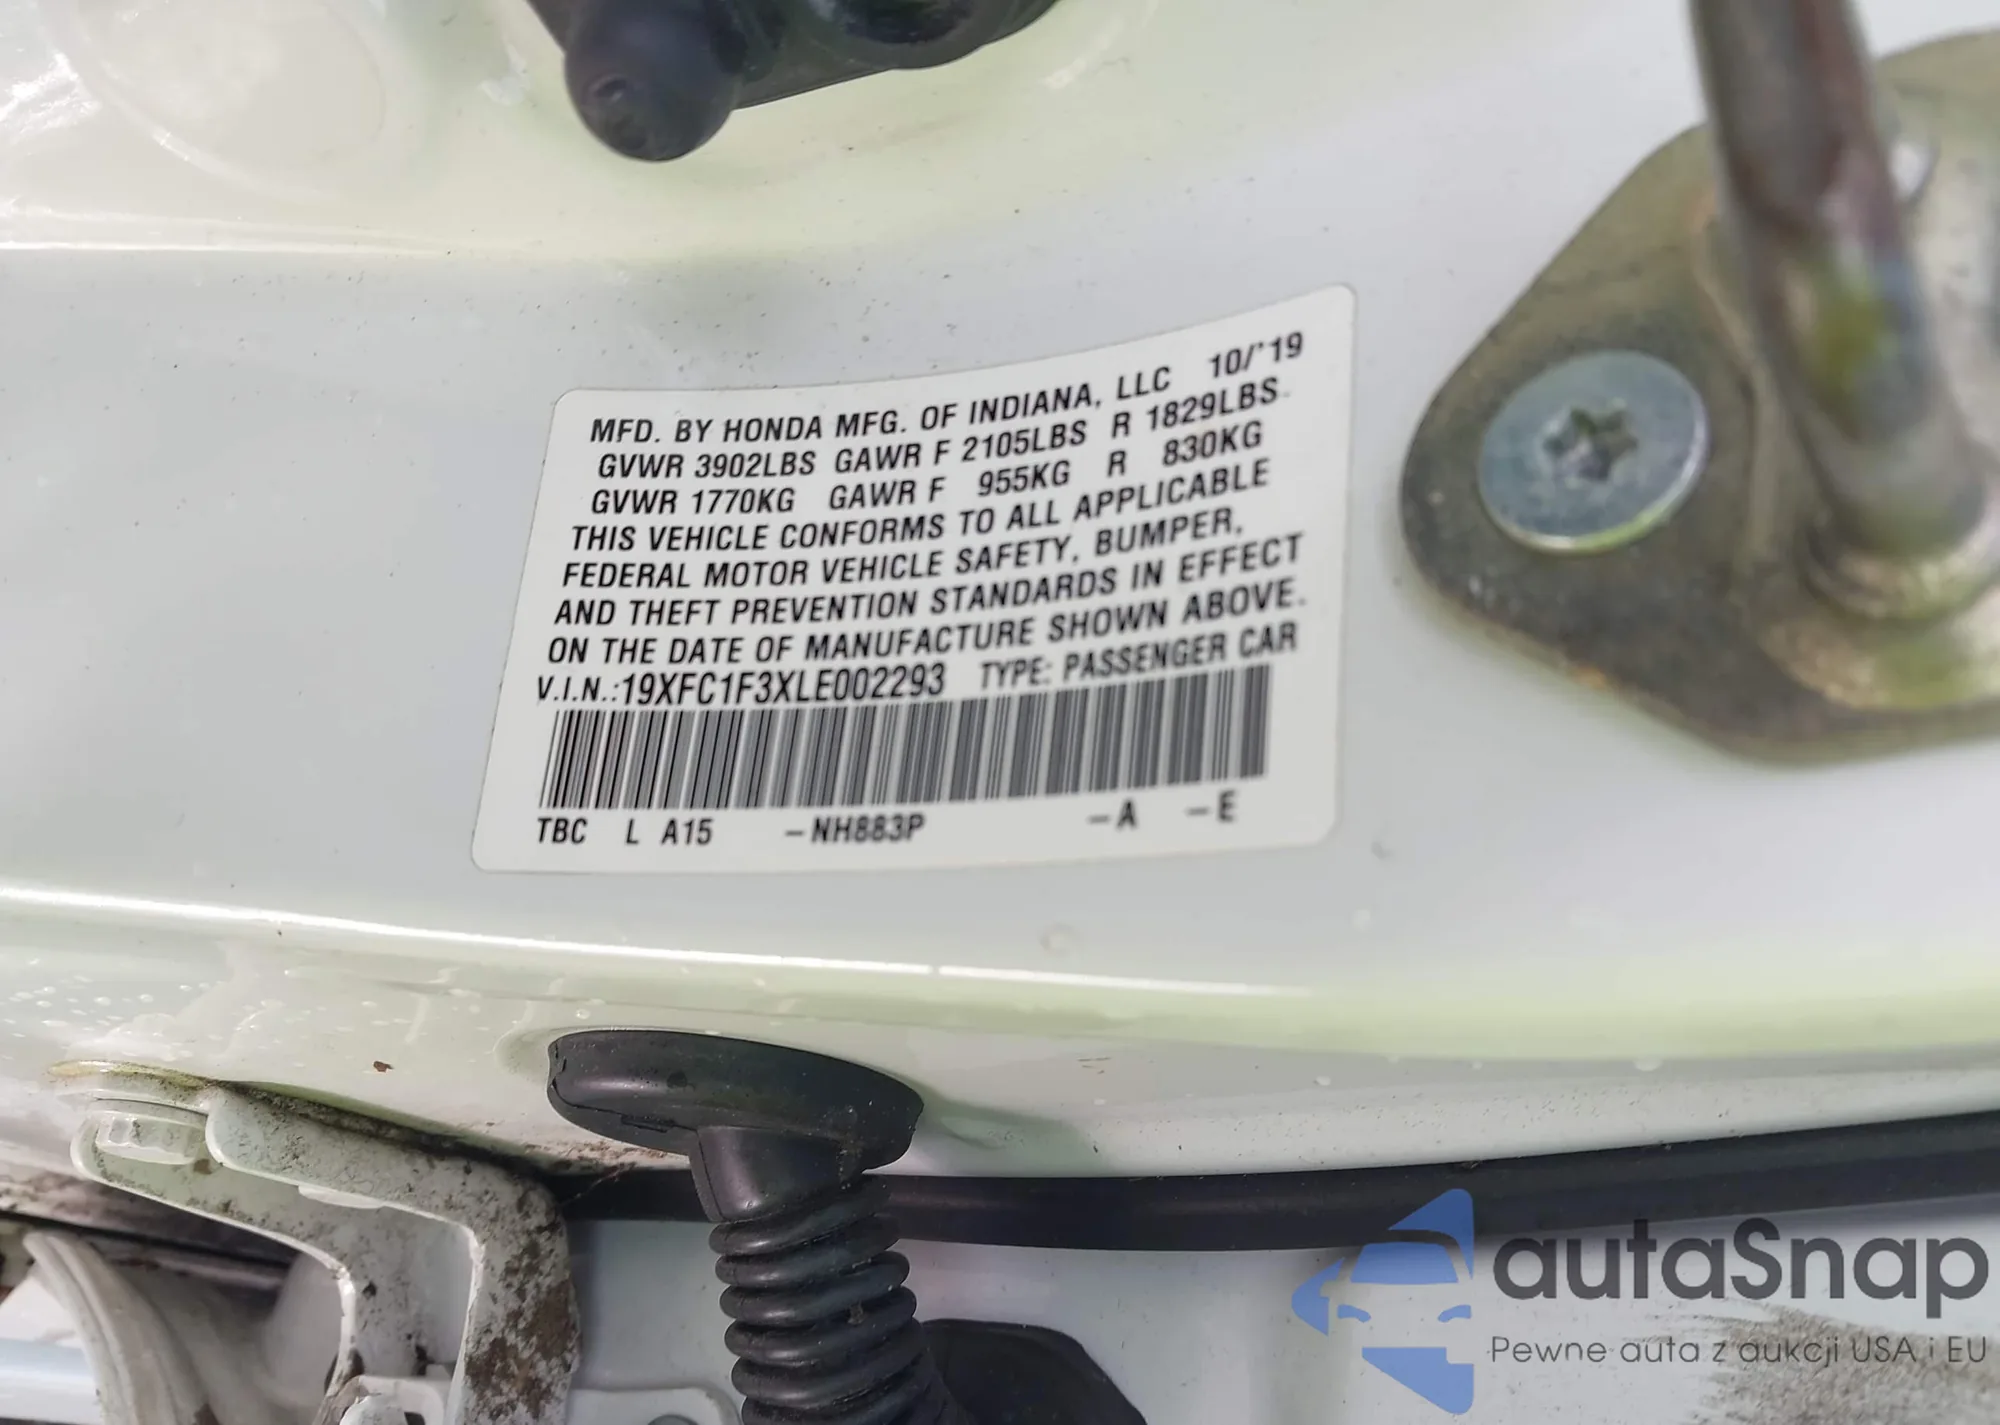 MFD. BY HONDA MFG. OF INDIANA, LLC 10/'19
GVWR 3902LBS GAWR F 2105LBS R 1829LBS
GVWR 1770KG GAWR F 955KG R 830KG
THIS VEHICLE CONFORMS TO ALL APPLICABLE
FEDERAL MOTOR VEHICLE SAFETY, BUMPER,
AND THEFT PREVENTION STANDARDS IN EFFECT
ON THE DATE OF MANUFACTURE SHOWN ABOVE.
V.I.N.:19XFC1F3XLE002293 TYPE: PASSENGER CAR
TBC L A15 -NH883P -A -E
autaSnap
Pewne auta z aukcji USA i EU